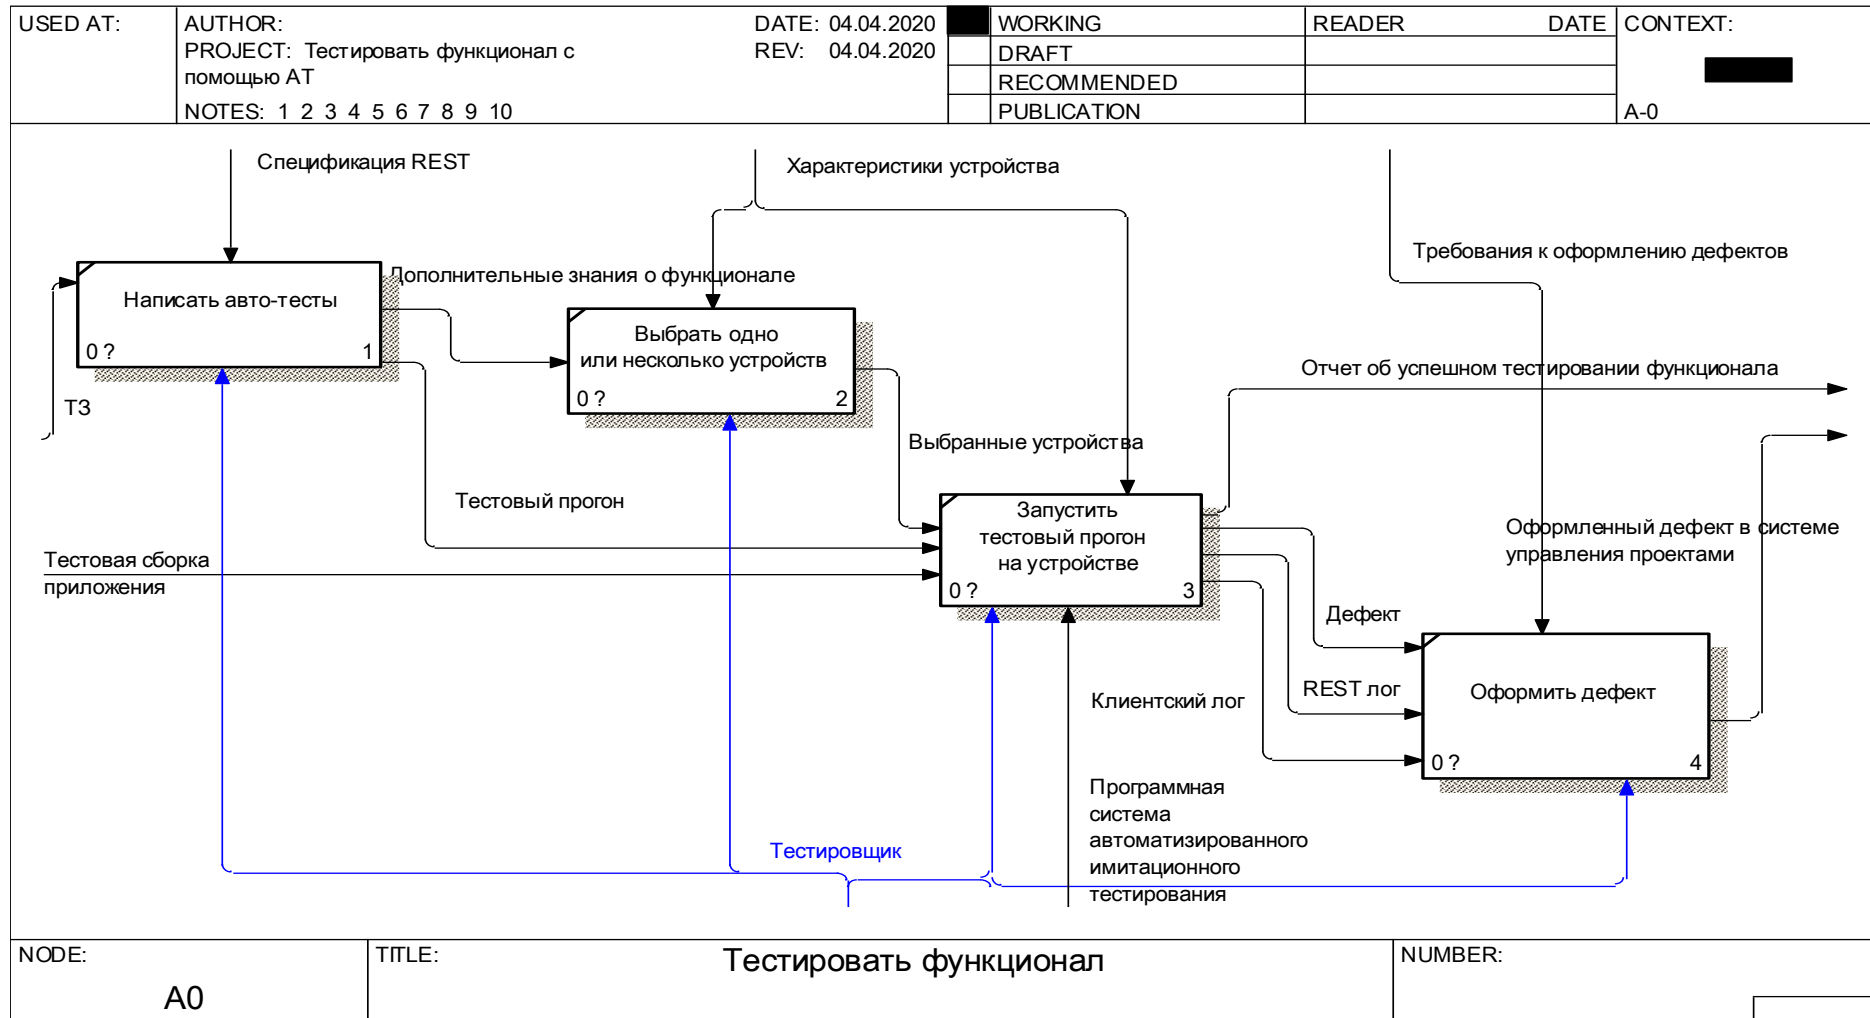 USED AT:
AUTHOR:
DATE: 04.04.2020
PROJECT: Тестировать функционал с
REV: 04.04.2020
помощью АТ
NOTES: 1 2 3 4 5 6 7 8 9 10
WORKING
DRAFT
RECOMMENDED
PUBLICATION
READER DATE
CONTEXT:
A-0
Спецификация REST
Характеристики устройства
Требования к оформлению дефектов
Дополнительные знания о функционале
Написать авто-тесты
0 ? 1
ТЗ
Выбрать одно
или несколько устройств
0 ? 2
Отчет об успешном тестировании функционала
Выбранные устройства
Тестовый прогон
Тестовая сборка
приложения
Запустить
тестовый прогон
на устройстве
0 ? 3
Оформленный дефект в системе
управления проектами
Дефект
REST лог
Клиентский лог
Оформить дефект
0 ? 4
Программная
система
автоматизированного
имитационного
тестирования
Тестировщик
NODE:
A0
TITLE:
Тестировать функционал
NUMBER: